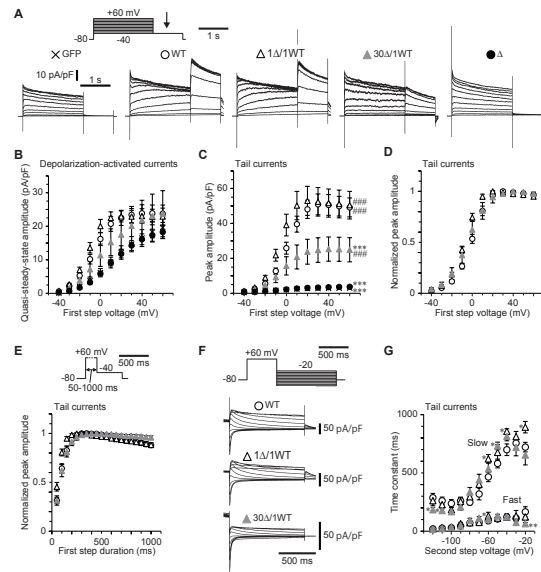 A
+60 mV
-80
-40
1 s
GFP
WT
1Δ/1WT
30Δ/1WT
Δ
10 pA/pF
1 s
B
Depolarization-activated currents
Quasi-steady-state amplitude (pA/pF)
30
20
10
0
-40
0
40
First step voltage (mV)
C
Tail currents
Peak amplitude (pA/pF)
60
50
40
30
20
10
0
###
###
***
###
***
***
-40
0
40
First step voltage (mV)
D
Tail currents
Normalized peak amplitude
1
0.5
0
-40
0
40
First step voltage (mV)
E
+60 mV
500 ms
-80
-40
50-1000 ms
Tail currents
Normalized peak amplitude
1
0.5
0
0
500
1000
First step duration (ms)
F
500 ms
+60 mV
-20
-80
WT
50 pA/pF
1Δ/1WT
50 pA/pF
30Δ/1WT
50 pA/pF
500 ms
G
Tail currents
Time constant (ms)
900
600
300
0
Slow
Fast
**
-100
-60
-20
Second step voltage (mV)